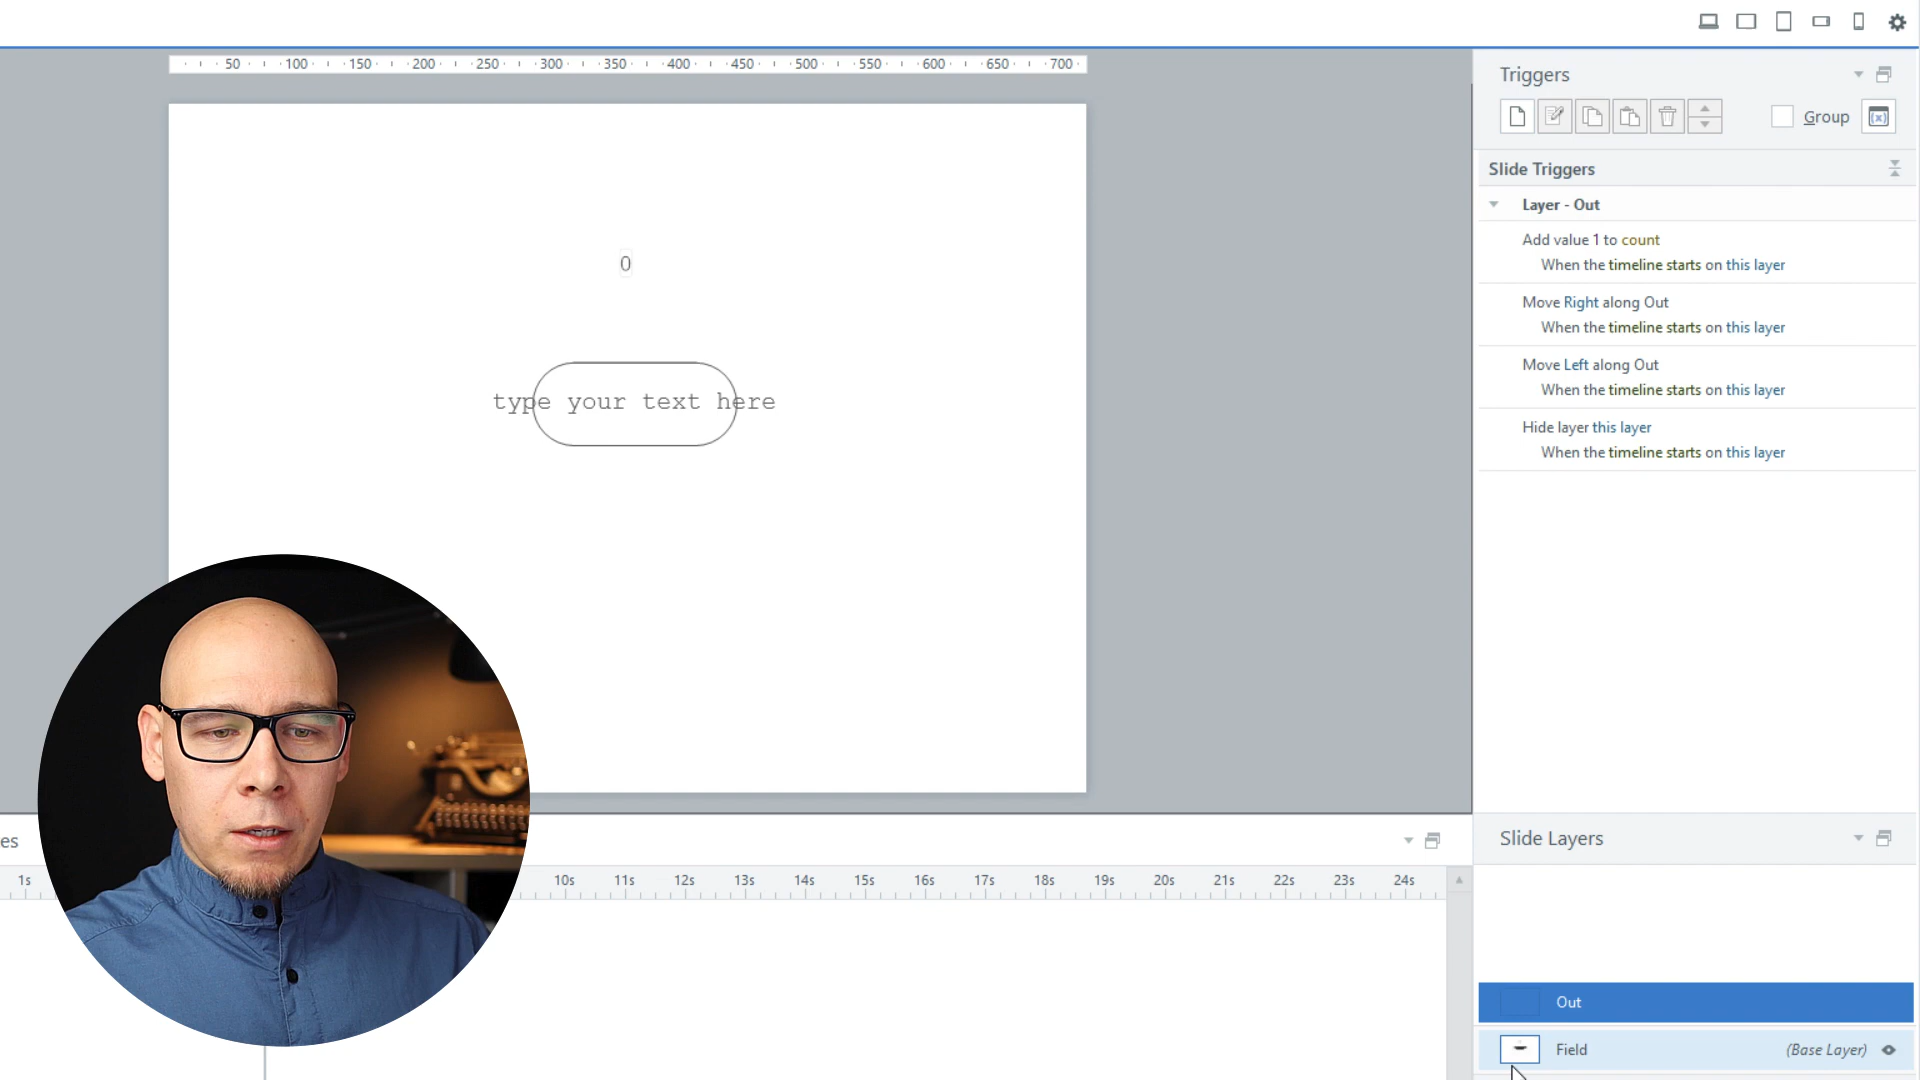 50 100 150 200 250 300 350 400 450 500 550 600 650 700
Triggers
Group
(x)
Slide Triggers
Layer - Out
Add value 1 to count
When the timeline starts on this layer
Move Right along Out
When the timeline starts on this layer
Move Left along Out
When the timeline starts on this layer
Hide layer this layer
When the timeline starts on this layer
0
type your text here
es
1s 10s 11s 12s 13s 14s 15s 16s 17s 18s 19s 20s 21s 22s 23s 24s
Slide Layers
Out
Field (Base Layer)